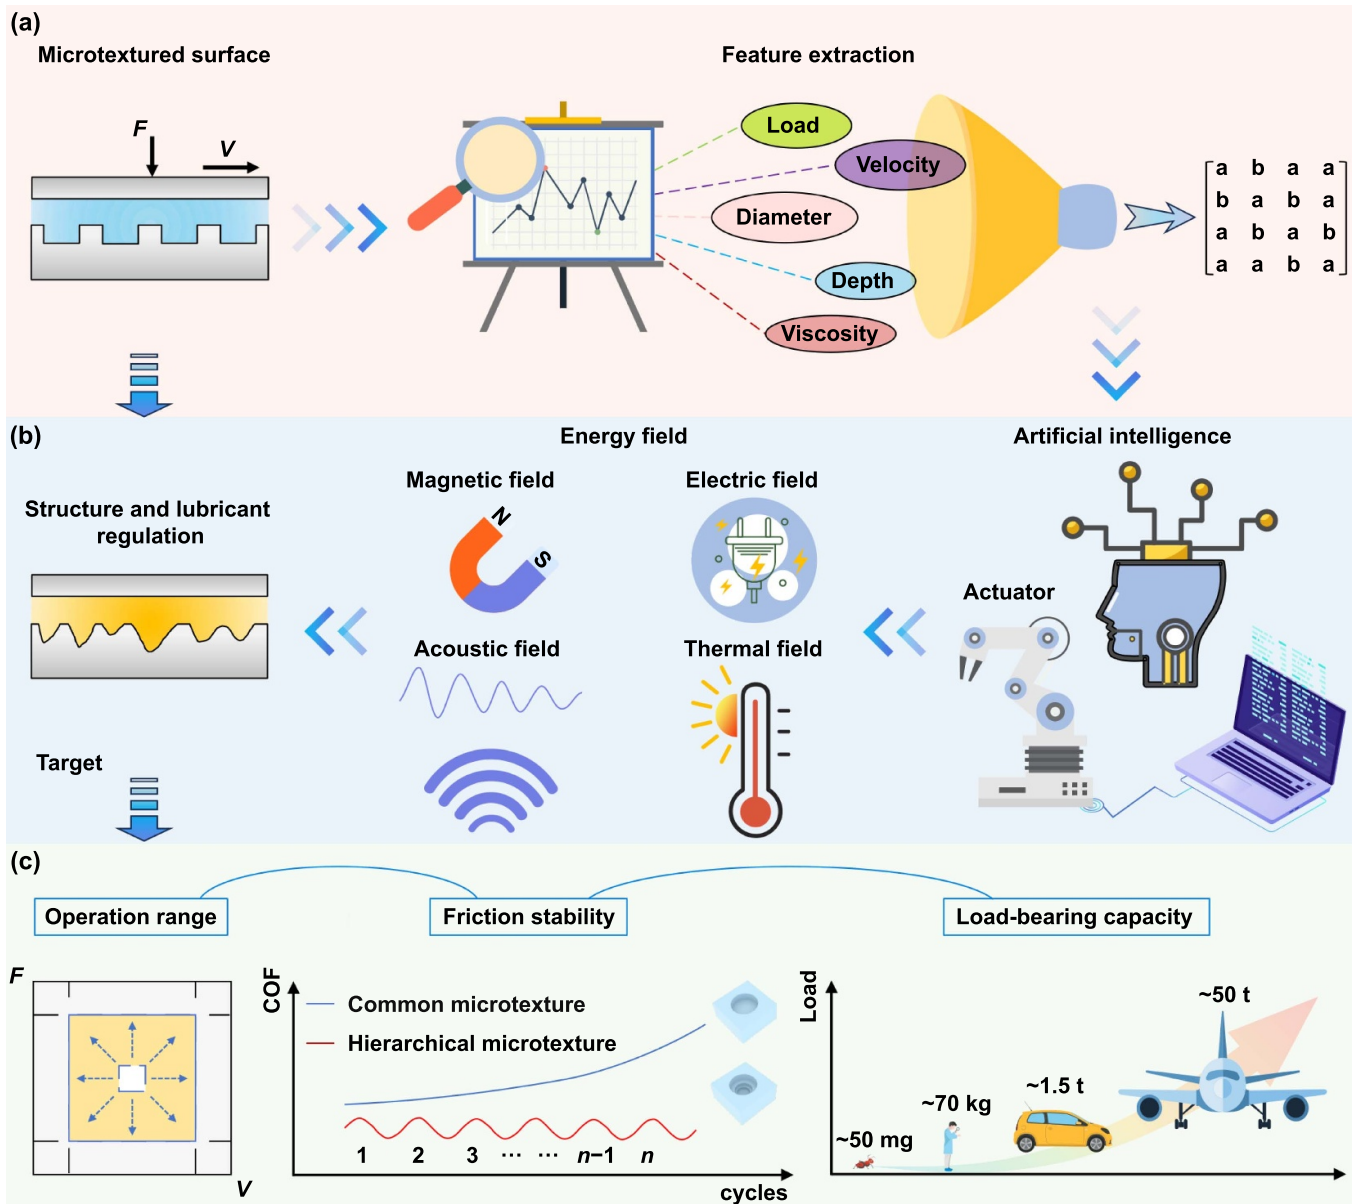 (a)
Microtextured surface
Feature extraction
F
V
Load
Velocity
Diameter
Depth
Viscosity
a b a a
b a b a
a b a b
a a b a
(b)
Energy field
Artificial intelligence
Structure and lubricant
regulation
Magnetic field
N
S
Electric field
Acoustic field
Thermal field
Actuator
Target
(c)
Operation range
Friction stability
Load-bearing capacity
F
V
COF
Common microtexture
Hierarchical microtexture
1 2 3 ... ... n−1 n
cycles
Load
~50 mg
~70 kg
~1.5 t
~50 t